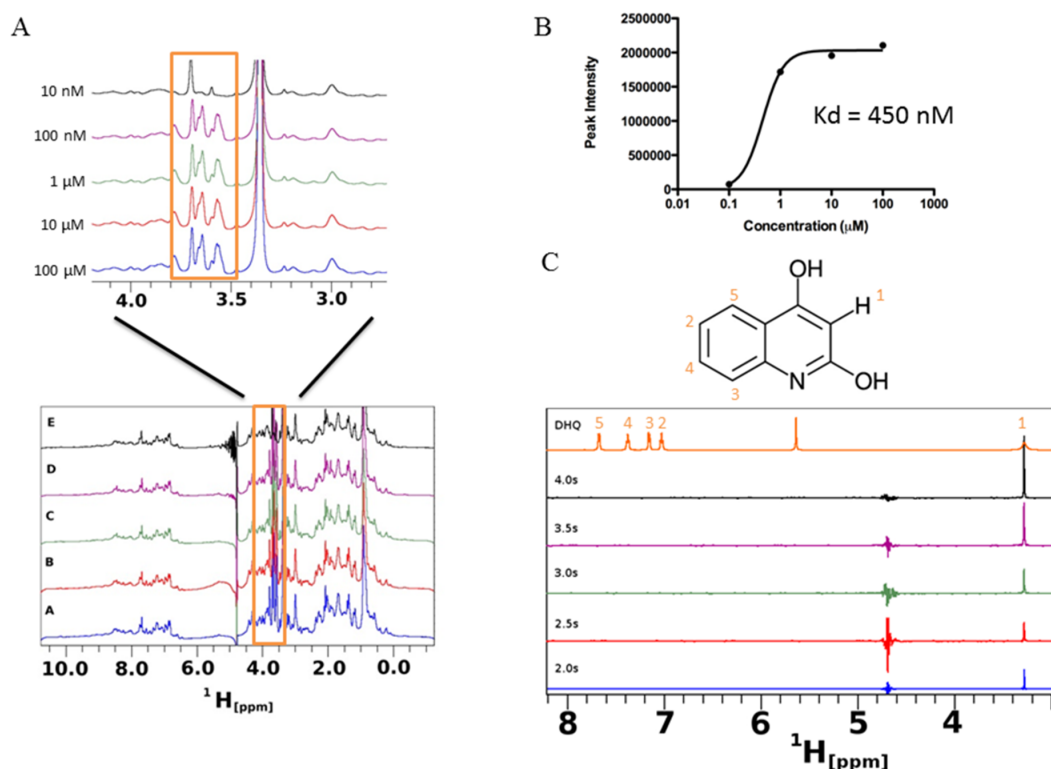 A
10 nM
100 nM
1 µM
10 µM
100 µM
4.0 3.5 3.0
E
D
C
B
A
10.0 8.0 6.0 4.0 2.0 0.0
1 H[ppm]
B
Peak Intensity
2500000
2000000
1500000
1000000
500000
0
0.01 0.1 1 10 100 1000
Concentration (µM)
Kd = 450 nM
C
OH
5
1
H
2
4
N
OH
3
DHQ
5 4 3 2 1
4.0s
3.5s
3.0s
2.5s
2.0s
8 7 6 5 4
1H[ppm]